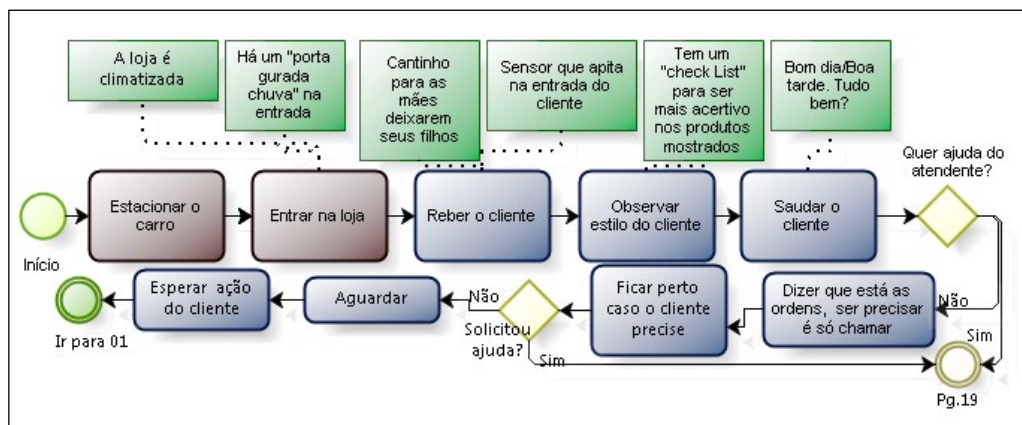 A loja é
climatizada
Há um "porta
gurada
chuva" na
entrada
Cantinho
para as
mães
deixarem
seus filhos
Sensor que apita
na entrada do
cliente
Tem um
"check List"
para ser
mais acertivo
nos produtos
mostrados
Bom dia/Boa
tarde. Tudo
bem?
Quer ajuda do
atendente?
Início
Estacionar o
carro
Entrar na loja
Reber o cliente
Observar
estilo do cliente
Saudar o
cliente
Não
Sim
Dizer que está as
ordens, ser precisar
é só chamar
Ficar perto
caso o cliente
precise
Não
Solicitou
ajuda?
Sim
Aguardar
Esperar ação
do cliente
Ir para 01
Pg.19